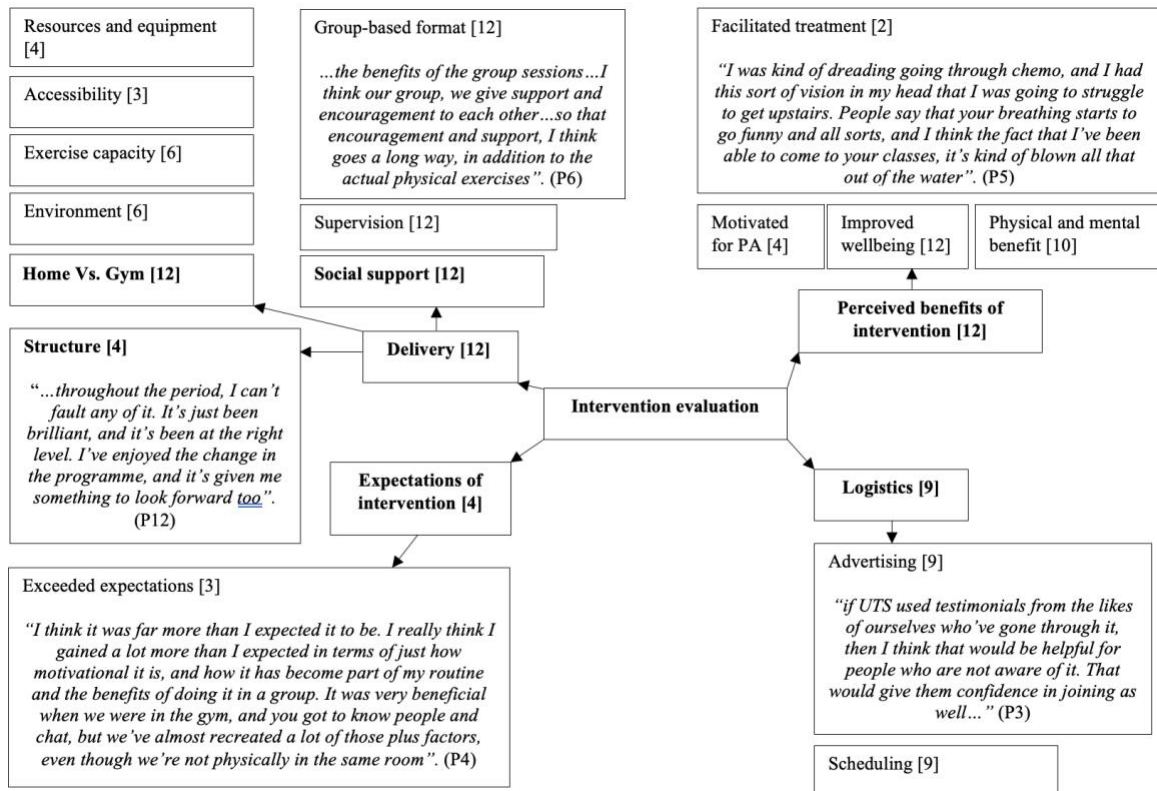 Resources and equipment
[4]
Accessibility [3]
Exercise capacity [6]
Environment [6]
Home Vs. Gym [12]
Group-based format [12]
...the benefits of the group sessions...I
think our group, we give support and
encouragement to each other...so that
encouragement and support, I think
goes a long way, in addition to the
actual physical exercises”. (P6)
Supervision [12]
Social support [12]
Facilitated treatment [2]
“I was kind of dreading going through chemo, and I had
this sort of vision in my head that I was going to struggle
to get upstairs. People say that your breathing starts to
go funny and all sorts, and I think the fact that I’ve been
able to come to your classes, it’s kind of blown all that
out of the water”. (P5)
Motivated
for PA [4]
Improved
wellbeing [12]
Physical and mental
benefit [10]
Perceived benefits of
intervention [12]
Structure [4]
“...throughout the period, I can’t
fault any of it. It’s just been
brilliant, and it’s been at the right
level. I’ve enjoyed the change in
the programme, and it’s given me
something to look forward too”.
(P12)
Delivery [12]
Intervention evaluation
Expectations of
intervention [4]
Logistics [9]
Exceeded expectations [3]
“I think it was far more than I expected it to be. I really think I
gained a lot more than I expected in terms of just how
motivational it is, and how it has become part of my routine
and the benefits of doing it in a group. It was very beneficial
when we were in the gym, and you got to know people and
chat, but we’ve almost recreated a lot of those plus factors,
even though we’re not physically in the same room”. (P4)
Advertising [9]
“if UTS used testimonials from the likes
of ourselves who’ve gone through it,
then I think that would be helpful for
people who are not aware of it. That
would give them confidence in joining as
well...” (P3)
Scheduling [9]